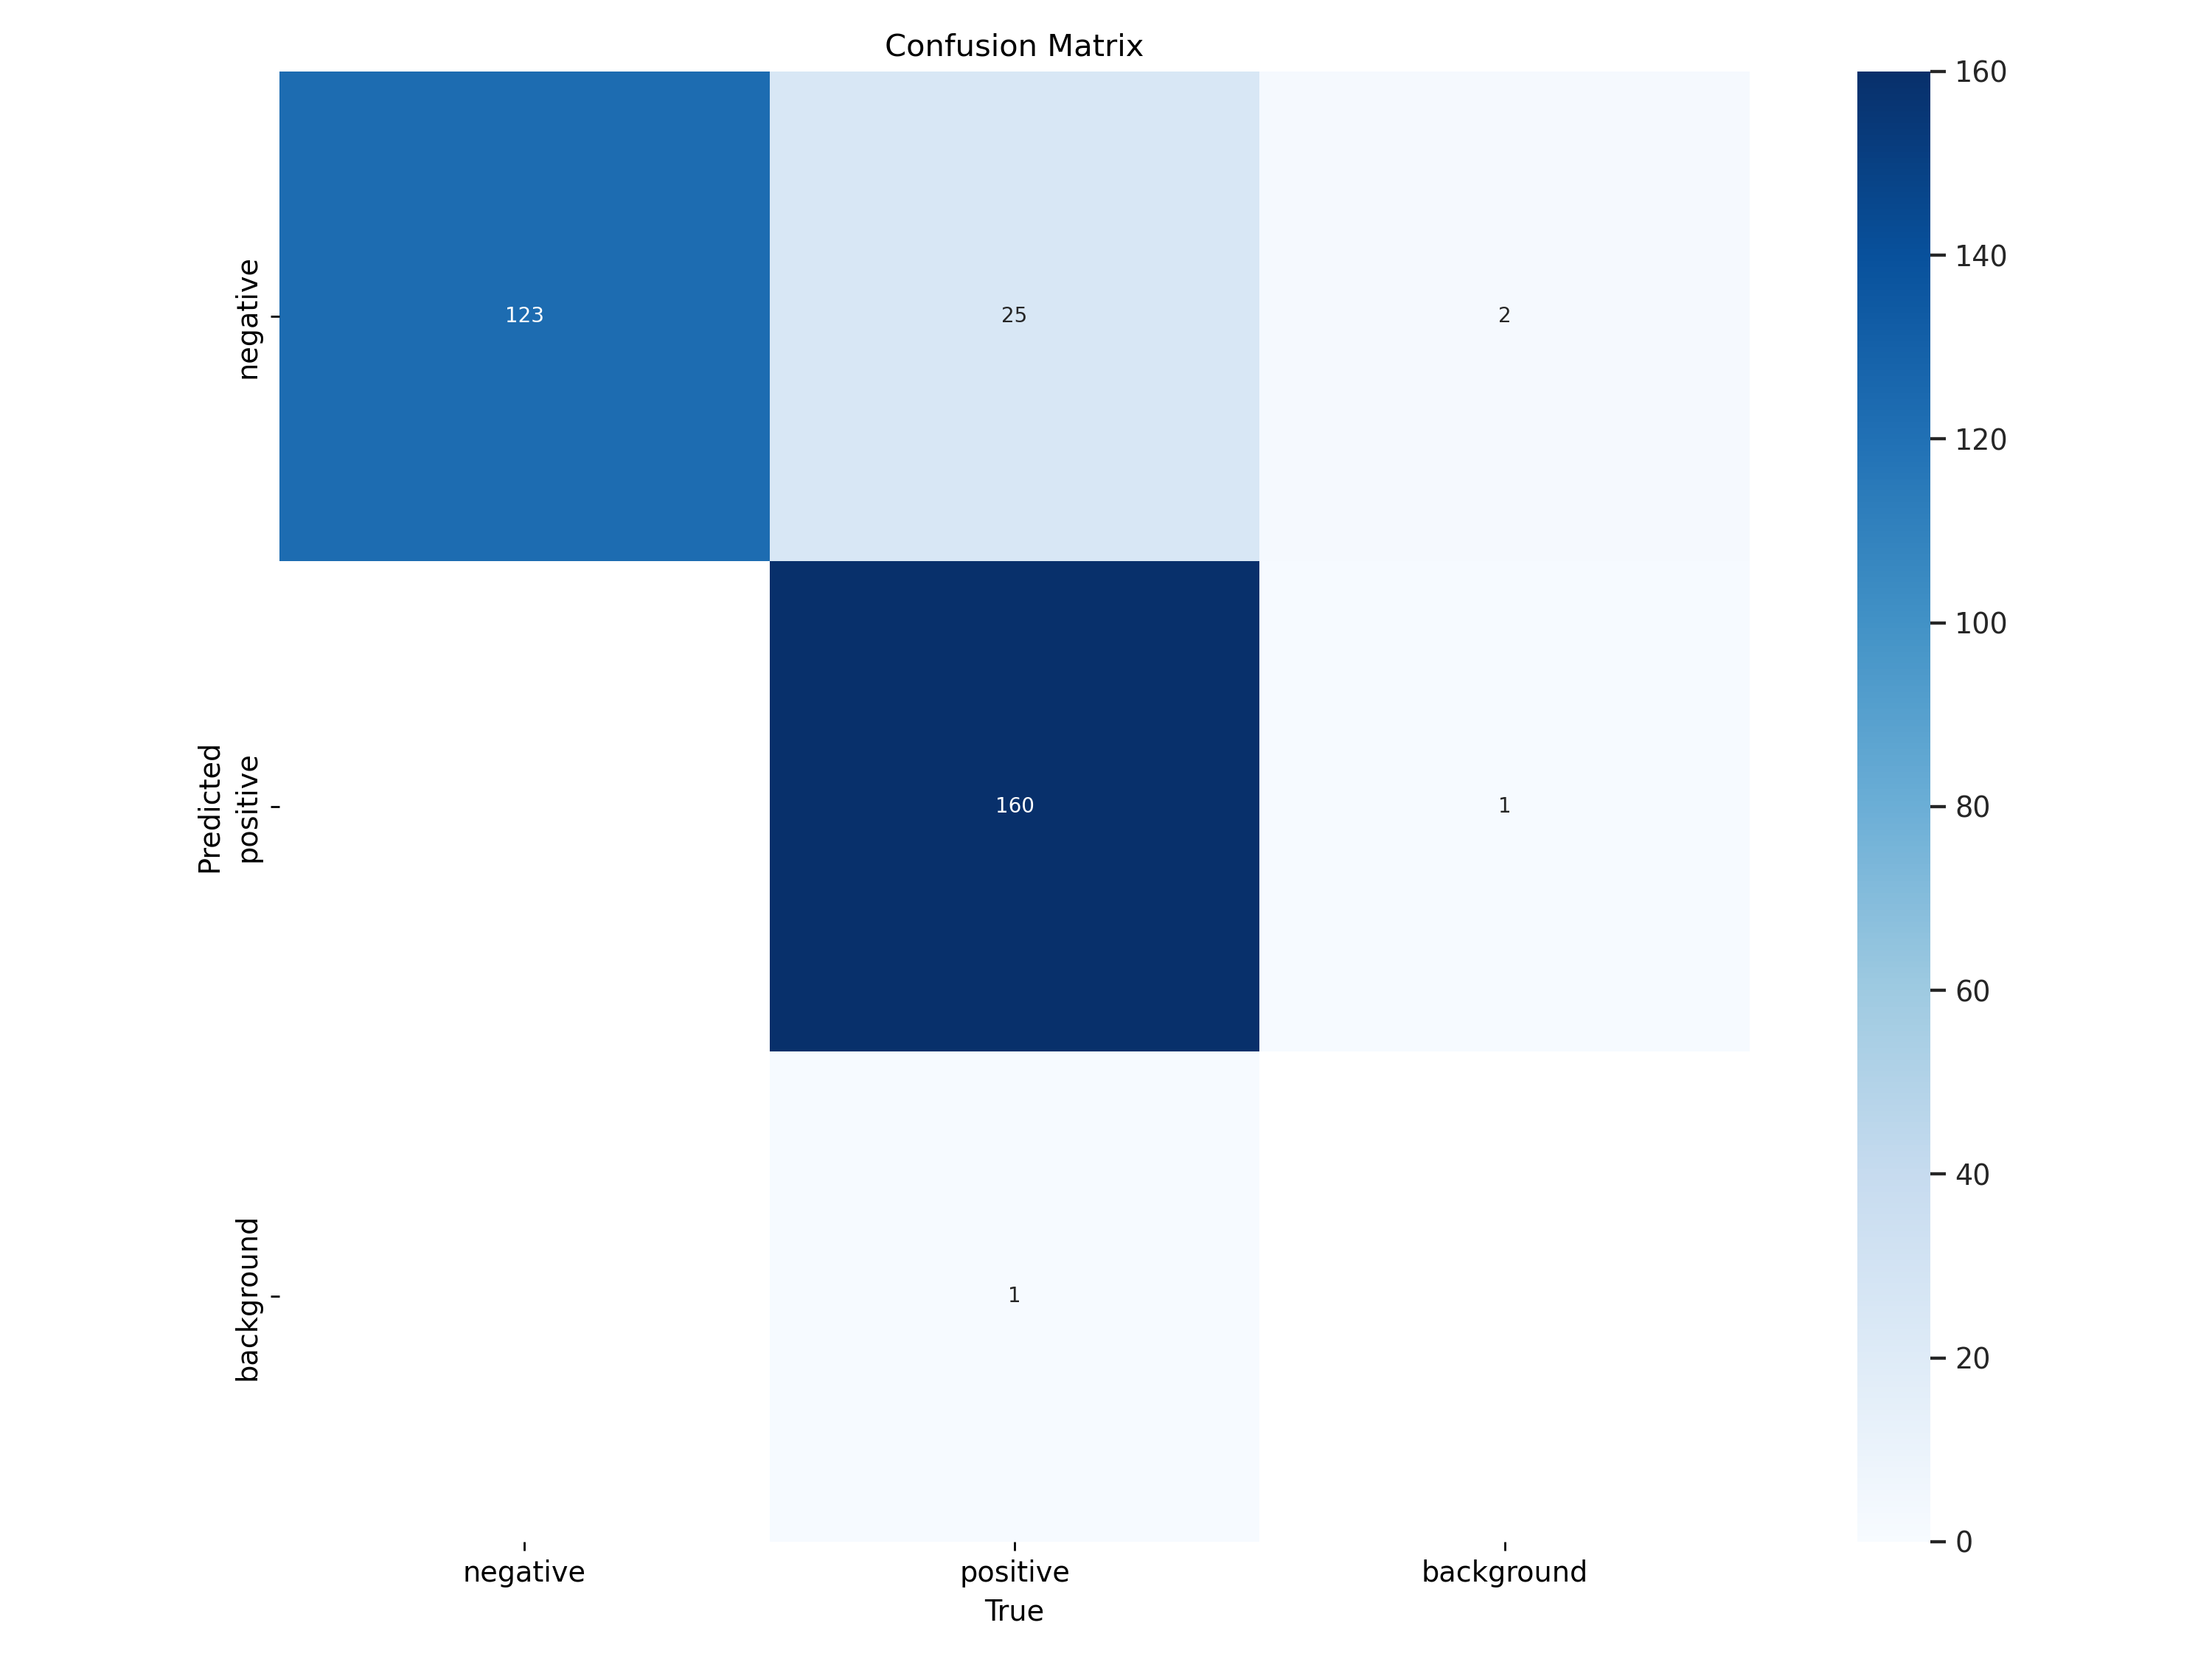 Confusion Matrix
160
140
120
100
80
60
40
20
0
negative
123
25
2
Predicted
positive
160
1
background
1
negative
positive
background
True